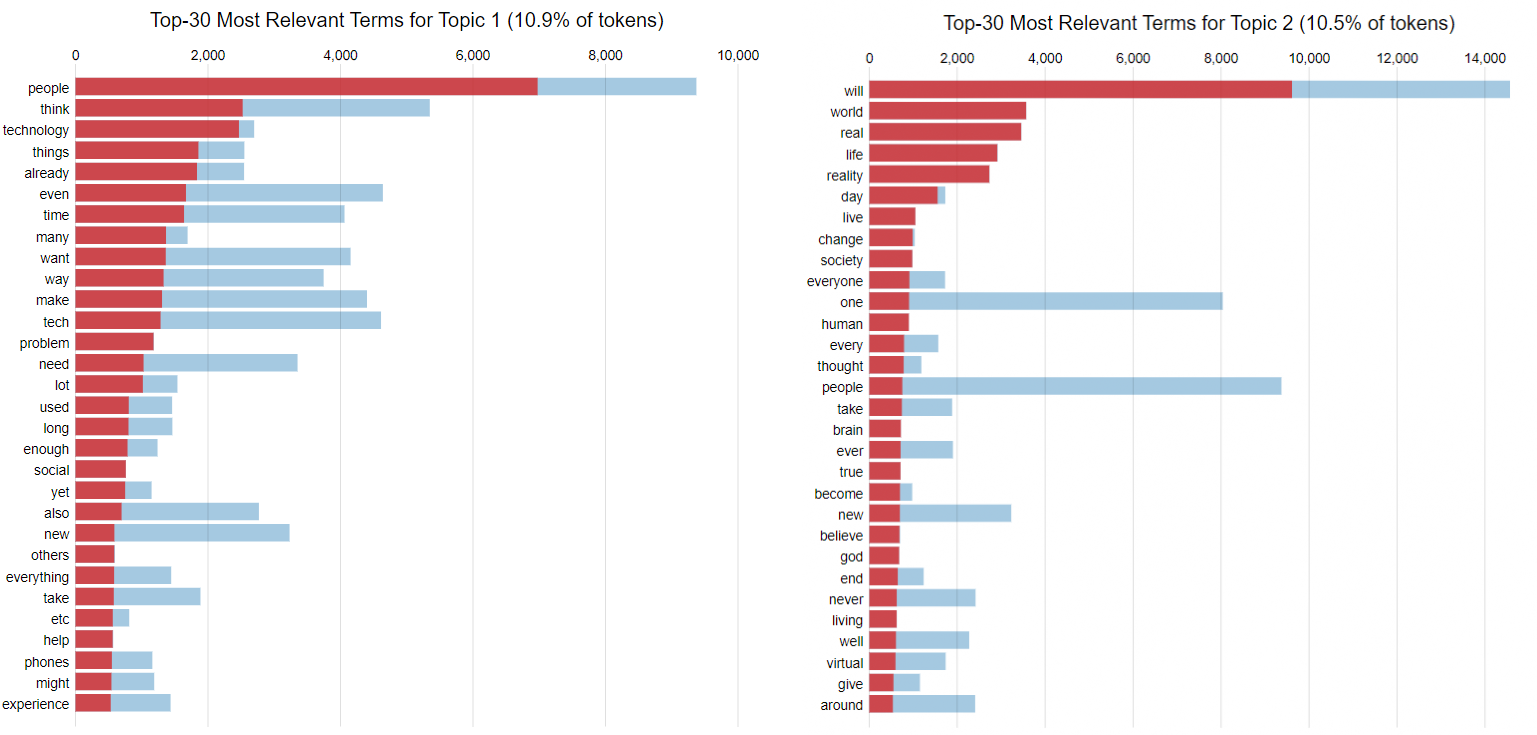 Top-30 Most Relevant Terms for Topic 1 (10.9% of tokens)
0 2,000 4,000 6,000 8,000 10,000
people
think
technology
things
already
even
time
many
want
way
make
tech
problem
need
lot
used
long
enough
social
yet
also
new
others
everything
take
etc
help
phones
might
experience
Top-30 Most Relevant Terms for Topic 2 (10.5% of tokens)
0 2,000 4,000 6,000 8,000 10,000 12,000 14,000
will
world
real
life
reality
day
live
change
society
everyone
one
human
every
thought
people
take
brain
ever
true
become
new
believe
god
end
never
living
well
virtual
give
around